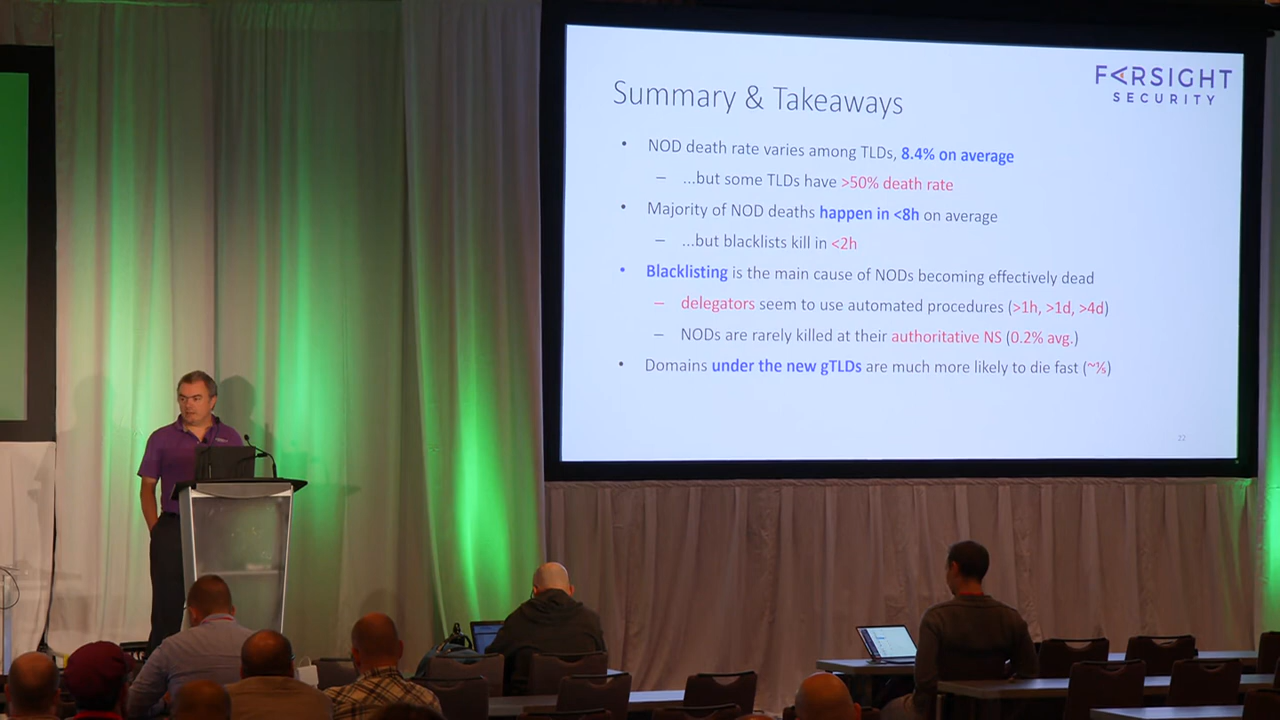 FARSIGHT
SECURITY
Summary & Takeaways
• NOD death rate varies among TLDs, 8.4% on average
– ...but some TLDs have >50% death rate
• Majority of NOD deaths happen in <8h on average
– ...but blacklists kill in <2h
• Blacklisting is the main cause of NODs becoming effectively dead
– delegators seem to use automated procedures (>1h, >1d, >4d)
– NODs are rarely killed at their authoritative NS (0.2% avg.)
• Domains under the new gTLDs are much more likely to die fast (~⅕)
22